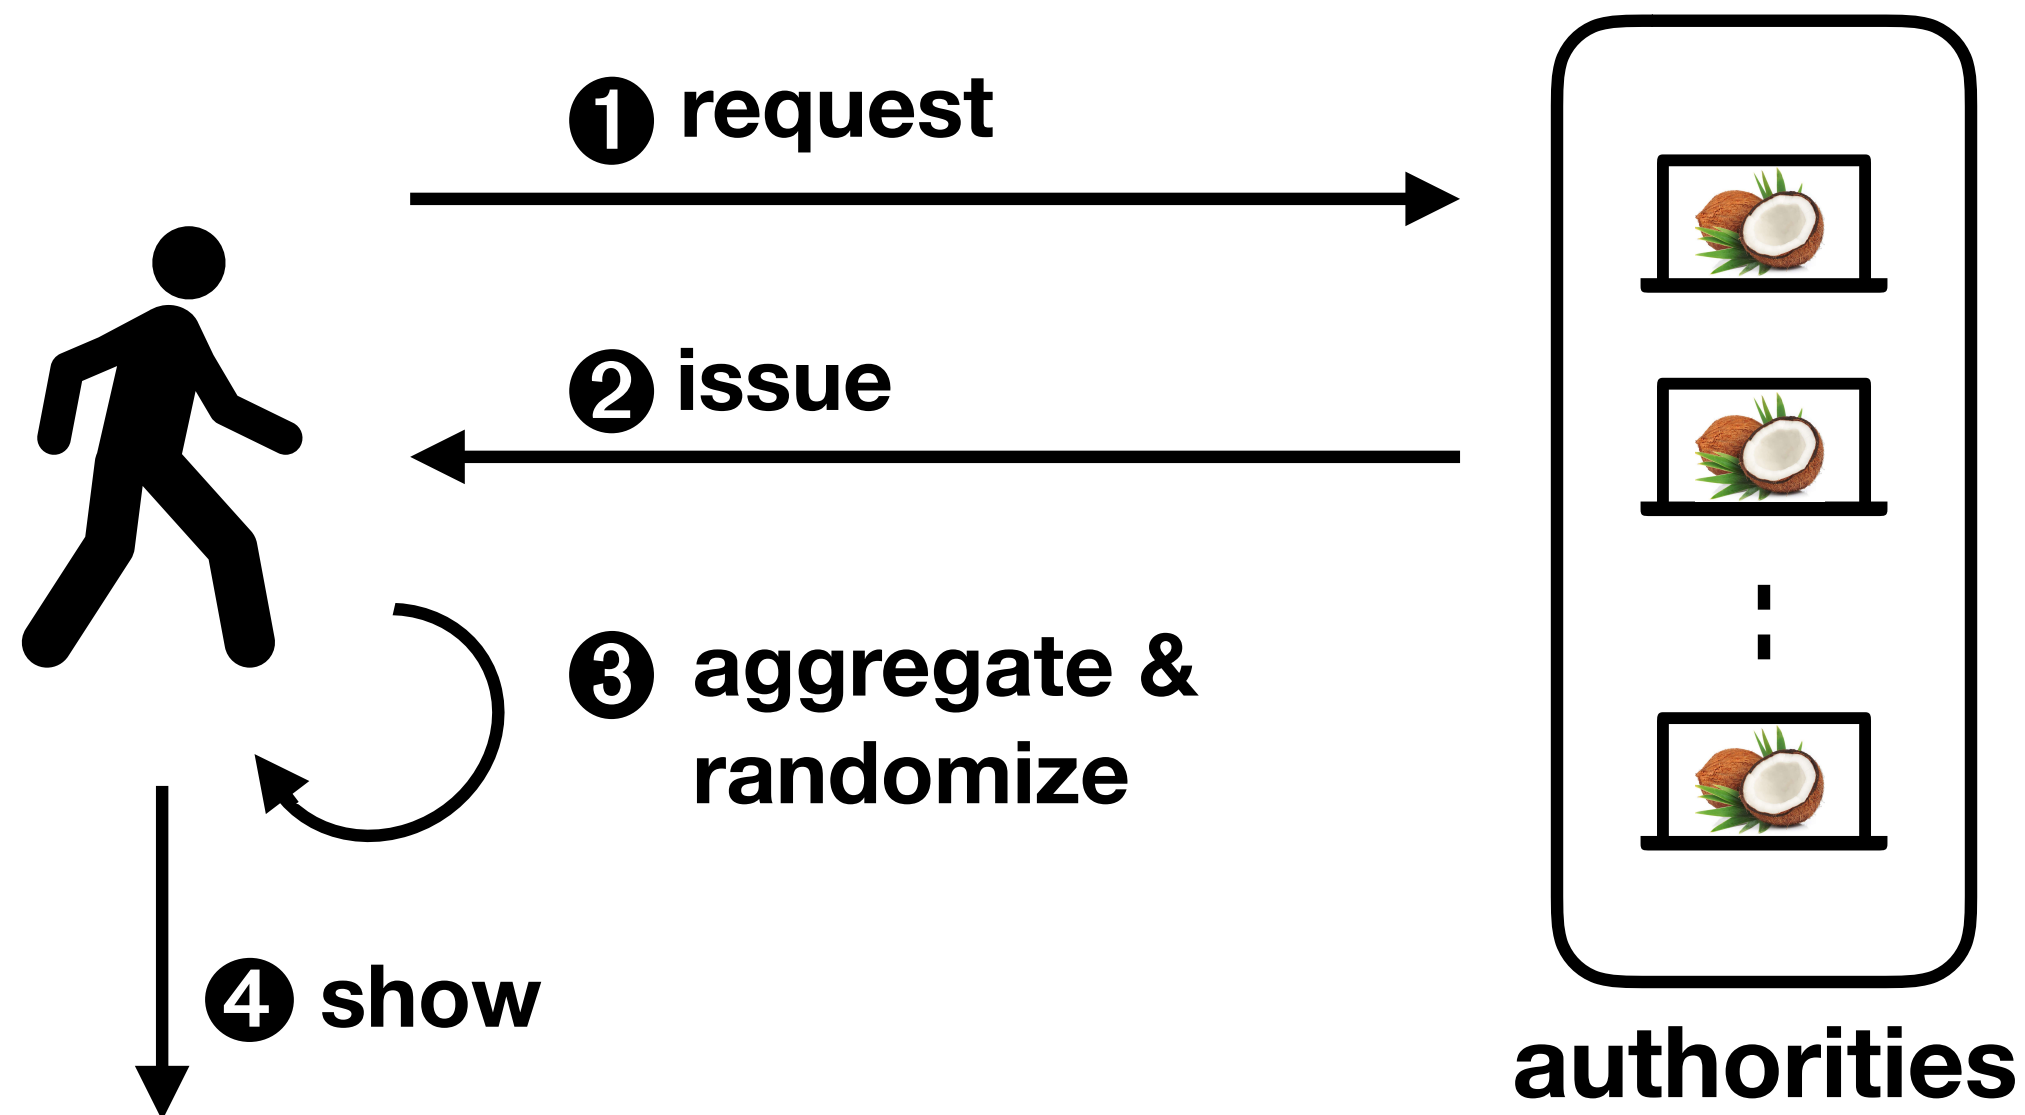 ❶ request
❷ issue
❸ aggregate &
randomize
❹ show
authorities